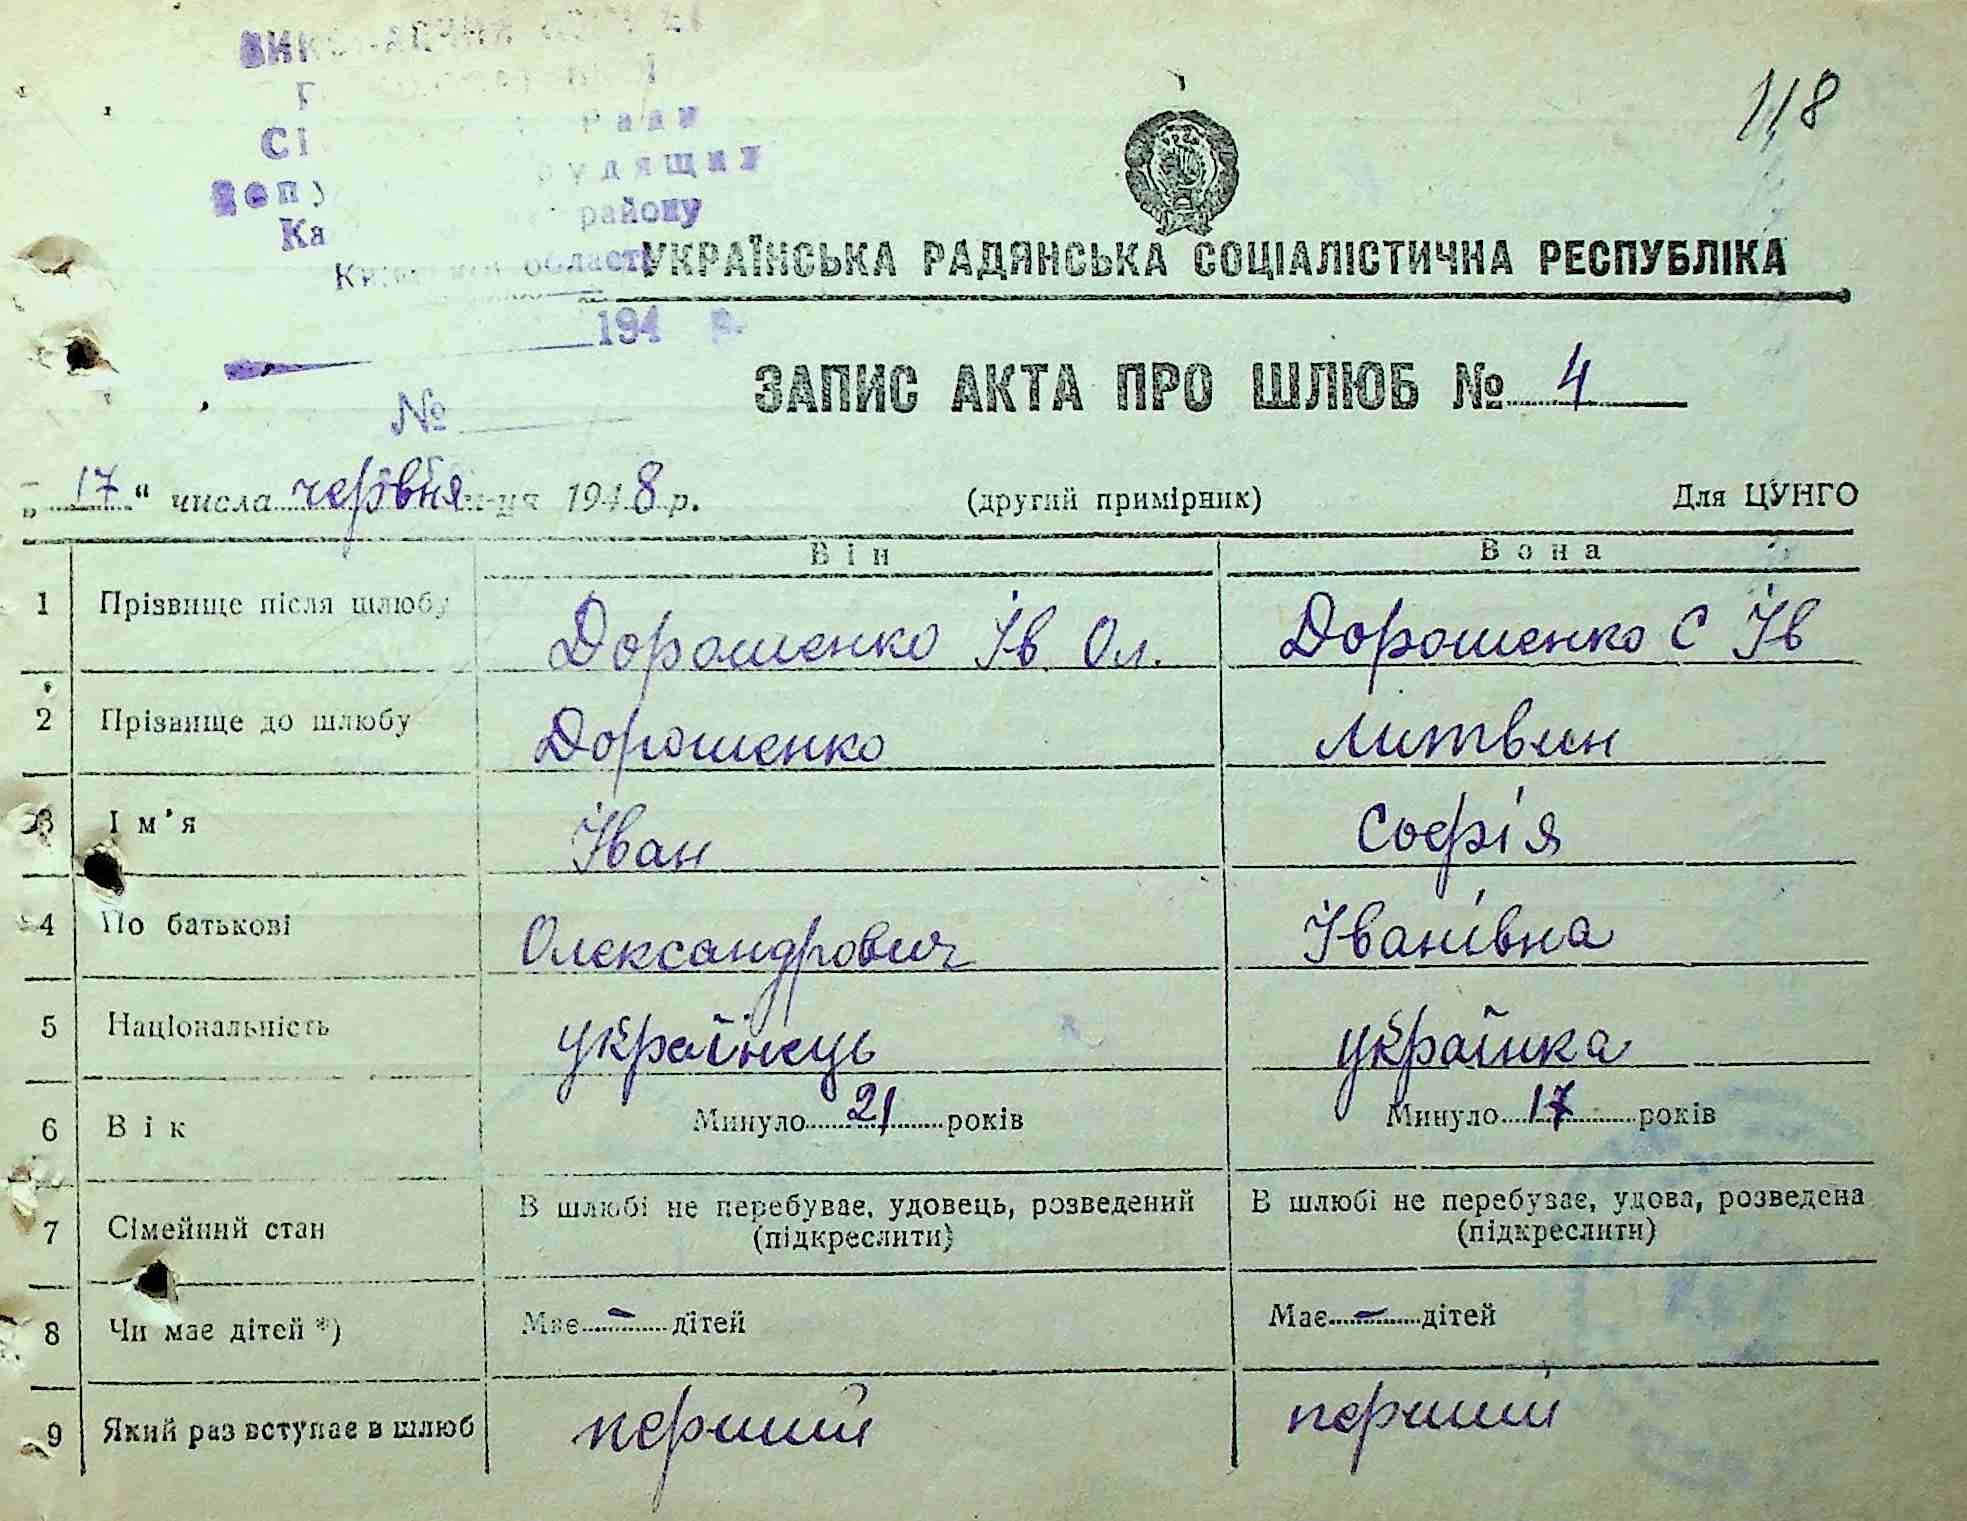 118
Ради
району
області
194 р.
№
УКРАЇНСЬКА РАДЯНСЬКА СОЦІАЛІСТИЧНА РЕСПУБЛІКА
ЗАПИС АКТА ПРО ШЛЮБ № 4
„ 17 “ числа червня м-ця 1948 р. (другий примірник) Для ЦУНГО
Він Вона
1 Прізвище після шлюбу Дорошенко Ів. Ол. Дорошенко С Ів
2 Прізвище до шлюбу Дорошенко Литвин
3 Ім'я Іван Софія
4 По батькові Олександрович Іванівна
5 Національність українець українка
6 Вік Минуло 21 років Минуло 17 років
7 Сімейний стан В шлюбі не перебуває, удовець, розведений (підкреслити) В шлюбі не перебуває, удова, розведена (підкреслити)
8 Чи має дітей *) Має - дітей Має - дітей
9 Який раз вступає в шлюб перший перший